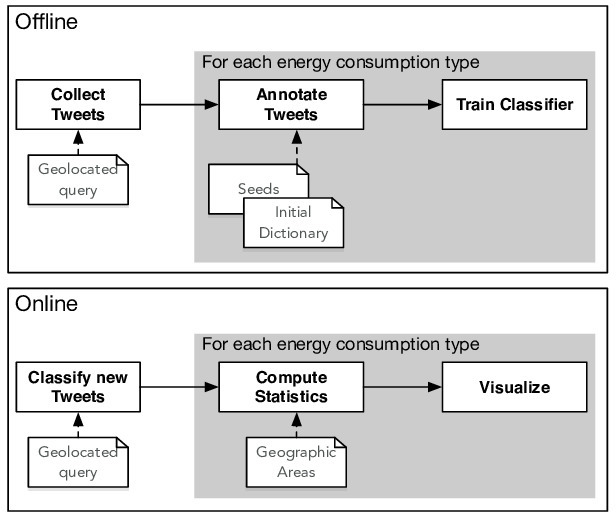 Offline
For each energy consumption type
Collect
Tweets
Annotate
Tweets
Train Classifier
Geolocated
query
Seeds
Initial
Dictionary
Online
For each energy consumption type
Classify new
Tweets
Compute
Statistics
Visualize
Geolocated
query
Geographic
Areas